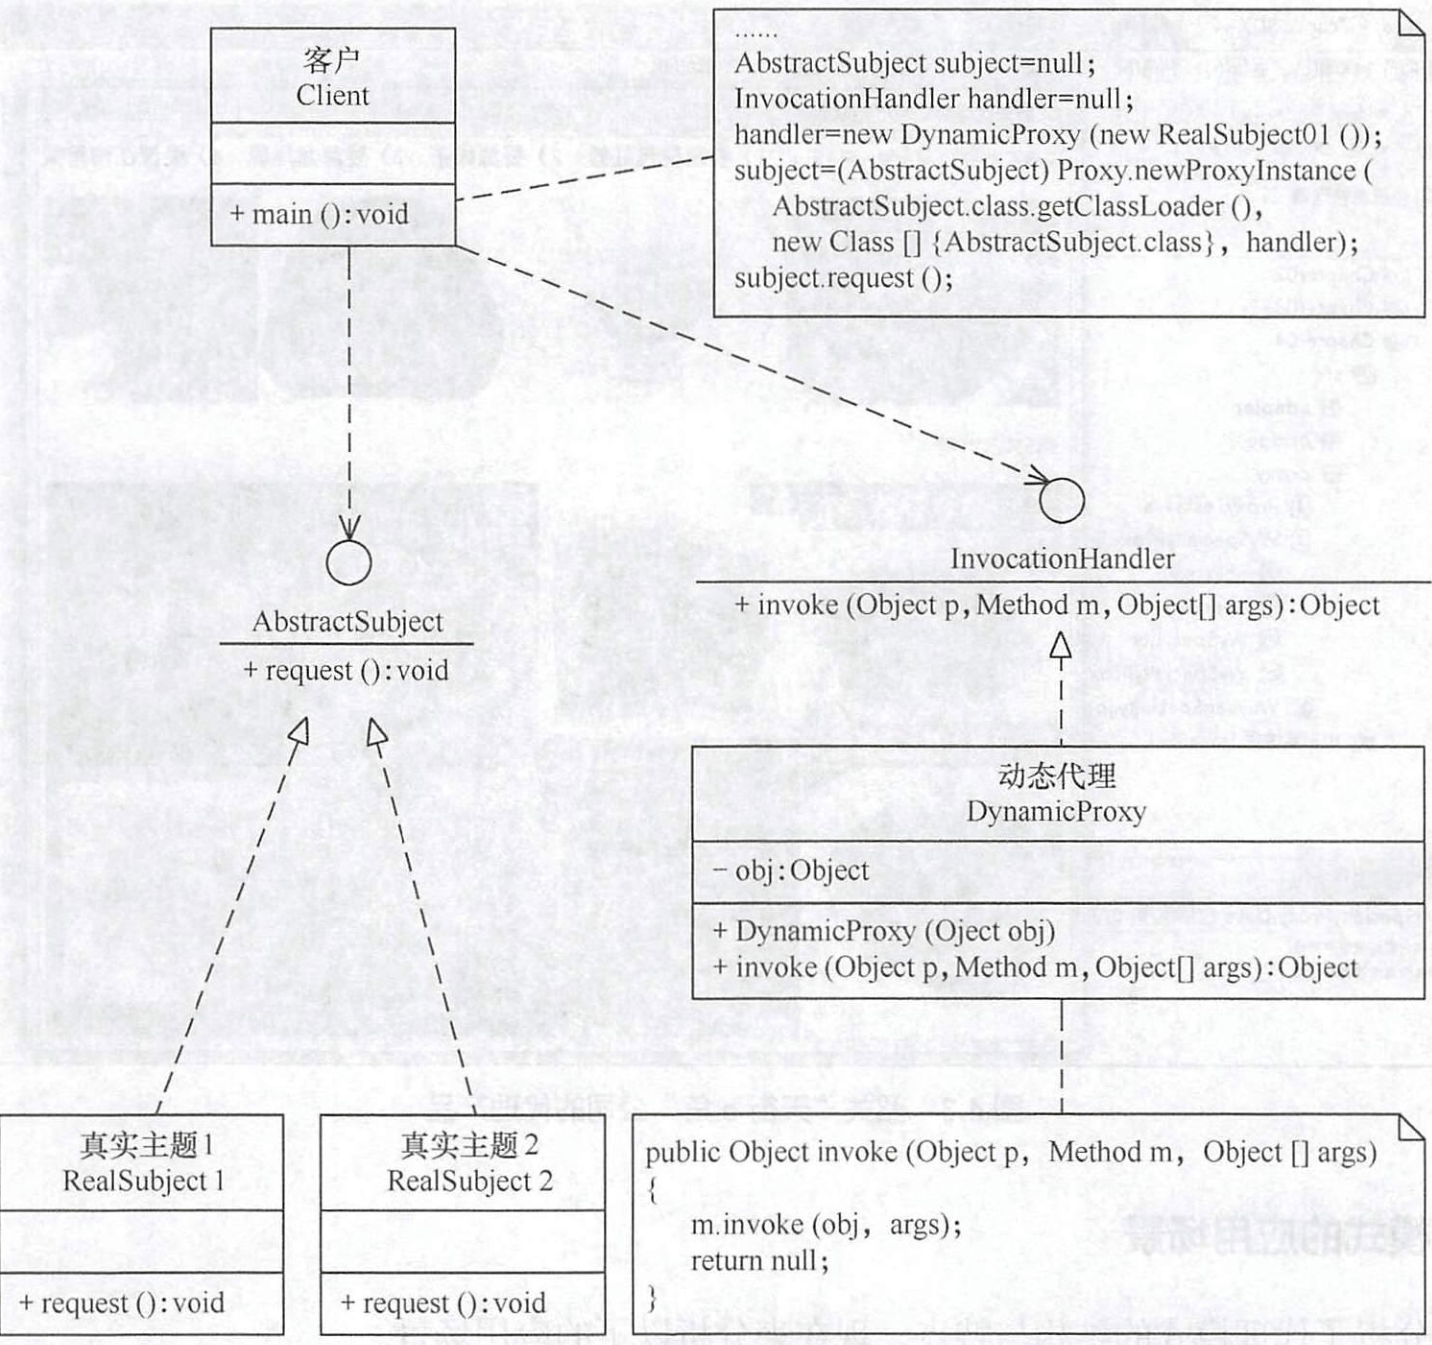 客户
Client
+ main ():void
......
AbstractSubject subject=null;
InvocationHandler handler=null;
handler=new DynamicProxy (new RealSubject01 ());
subject=(AbstractSubject) Proxy.newProxyInstance (
AbstractSubject.class.getClassLoader (),
new Class [] {AbstractSubject.class}, handler);
subject.request ();
AbstractSubject
+ request ():void
InvocationHandler
+ invoke (Object p, Method m, Object[] args):Object
动态代理
DynamicProxy
- obj:Object
+ DynamicProxy (Oject obj)
+ invoke (Object p, Method m, Object[] args):Object
真实主题1
RealSubject 1
+ request ():void
真实主题2
RealSubject 2
+ request ():void
public Object invoke (Object p, Method m, Object [] args)
{
m.invoke (obj, args);
return null;
}